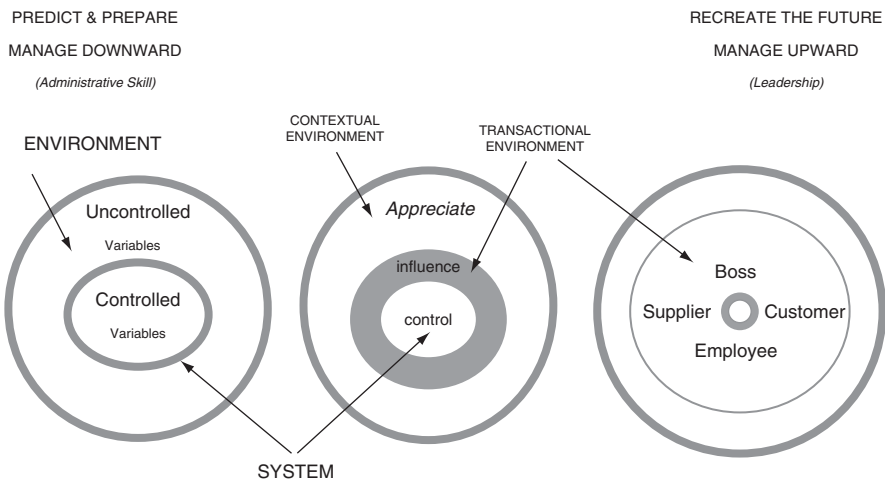 PREDICT & PREPARE
MANAGE DOWNWARD
(Administrative Skill)
RECREATE THE FUTURE
MANAGE UPWARD
(Leadership)
ENVIRONMENT
CONTEXTUAL
ENVIRONMENT
TRANSACTIONAL
ENVIRONMENT
Uncontrolled
Variables
Controlled
Variables
Appreciate
influence
control
Boss
Supplier
Customer
Employee
SYSTEM